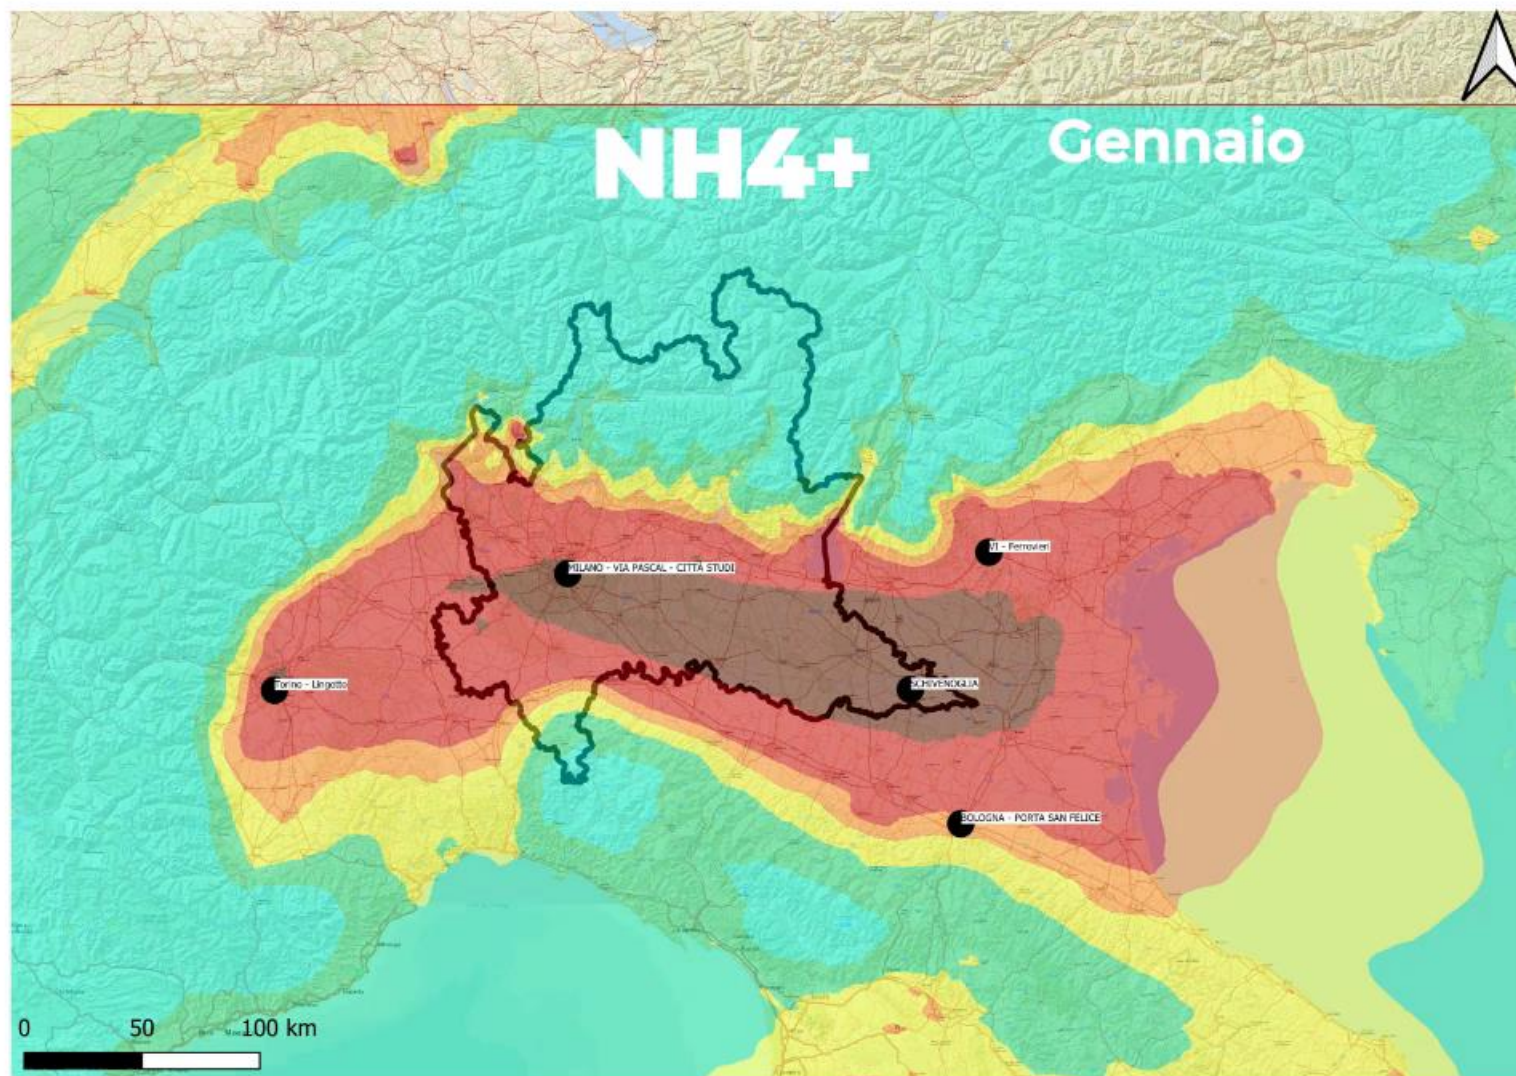 NH4+
Gennaio
VI - Ferrovieri
MILANO - VIA PASCAL - CITTÀ STUDI
SCHIVENOGLIA
Torino - Lingotto
BOLOGNA - PORTA SAN FELICE
0 50 100 km